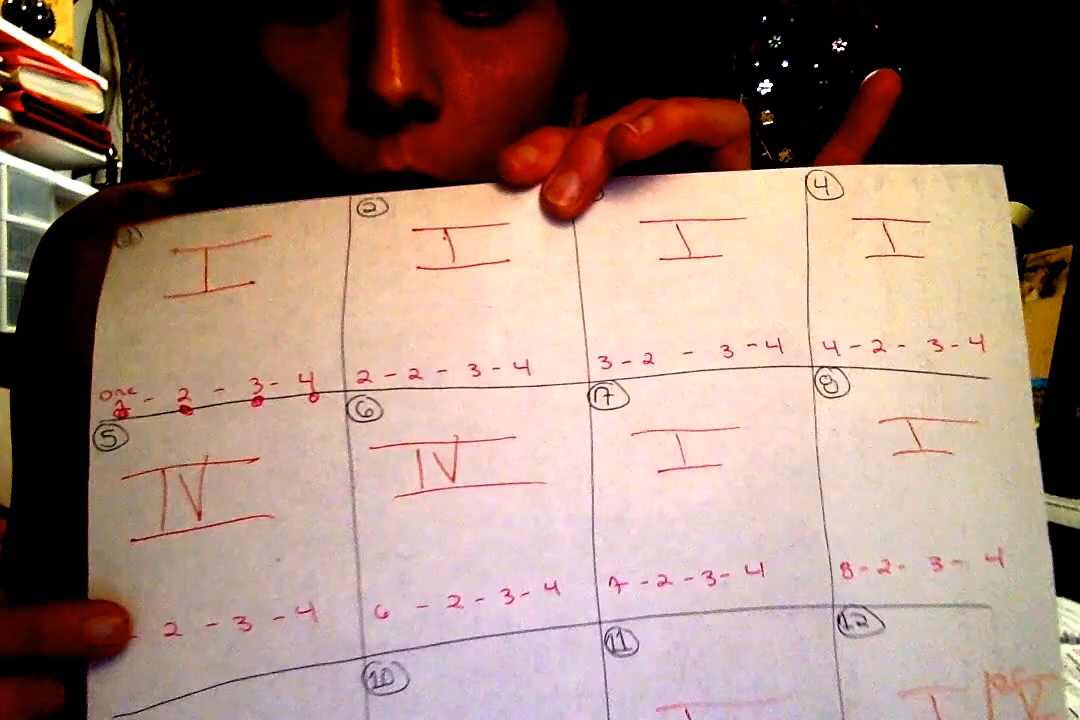 ② ④
I I I I
one
1 - 2 - 3 - 4 2 - 2 - 3 - 4 3 - 2 - 3 - 4 4 - 2 - 3 - 4
⑤ ⑥ ⑦ ⑧
IV IV I I
- 2 - 3 - 4 6 - 2 - 3 - 4 7 - 2 - 3 - 4 8 - 2 - 3 - 4
⑩ ⑪ ⑫
I